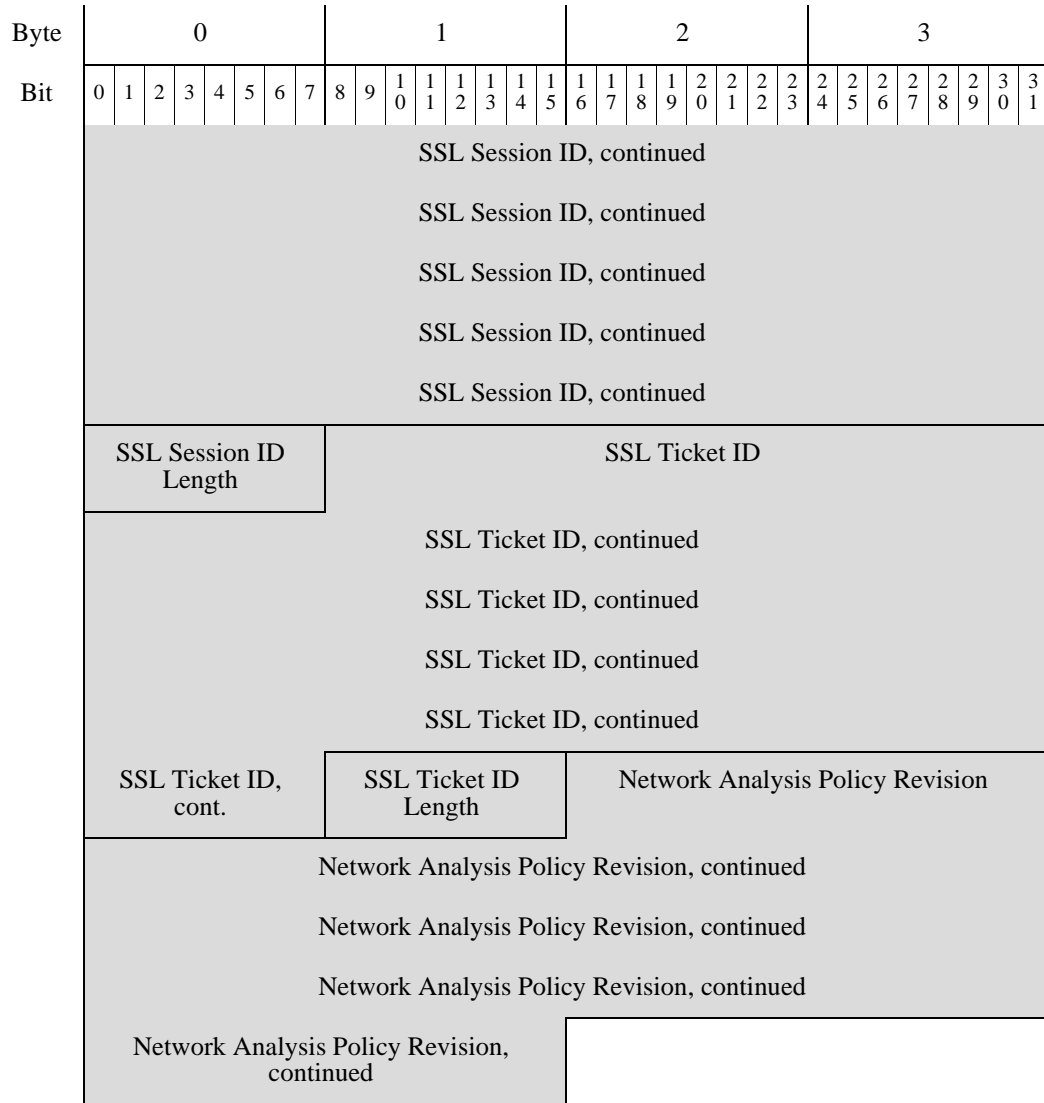 Byte 0 1 2 3
Bit 0 1 2 3 4 5 6 7 8 9 10 11 12 13 14 15 16 17 18 19 20 21 22 23 24 25 26 27 28 29 30 31
SSL Session ID, continued
SSL Session ID, continued
SSL Session ID, continued
SSL Session ID, continued
SSL Session ID, continued
SSL Session ID
Length
SSL Ticket ID
SSL Ticket ID, continued
SSL Ticket ID, continued
SSL Ticket ID, continued
SSL Ticket ID, continued
SSL Ticket ID,
cont.
SSL Ticket ID
Length
Network Analysis Policy Revision
Network Analysis Policy Revision, continued
Network Analysis Policy Revision, continued
Network Analysis Policy Revision, continued
Network Analysis Policy Revision,
continued